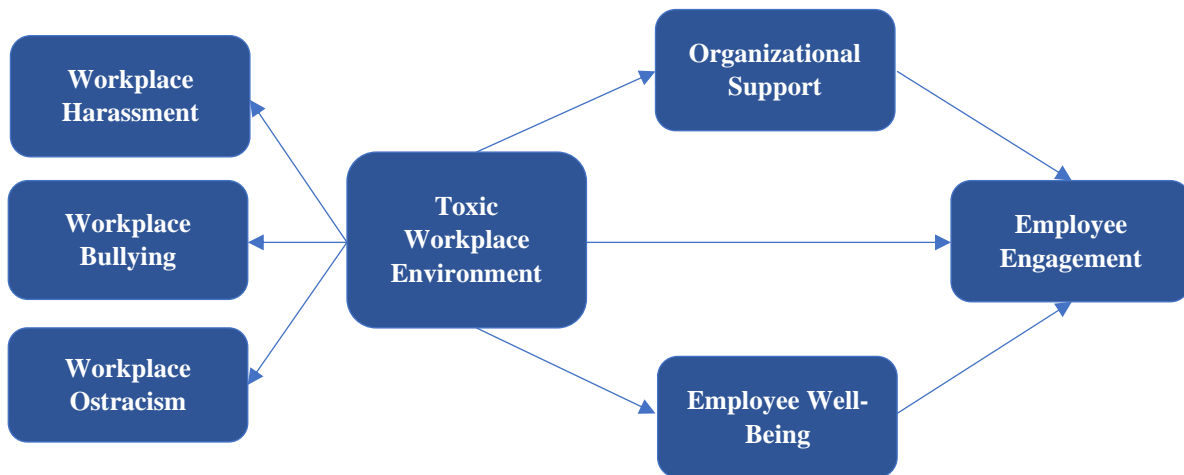 Workplace
Harassment
Workplace
Bullying
Workplace
Ostracism
Toxic
Workplace
Environment
Organizational
Support
Employee Well-
Being
Employee
Engagement